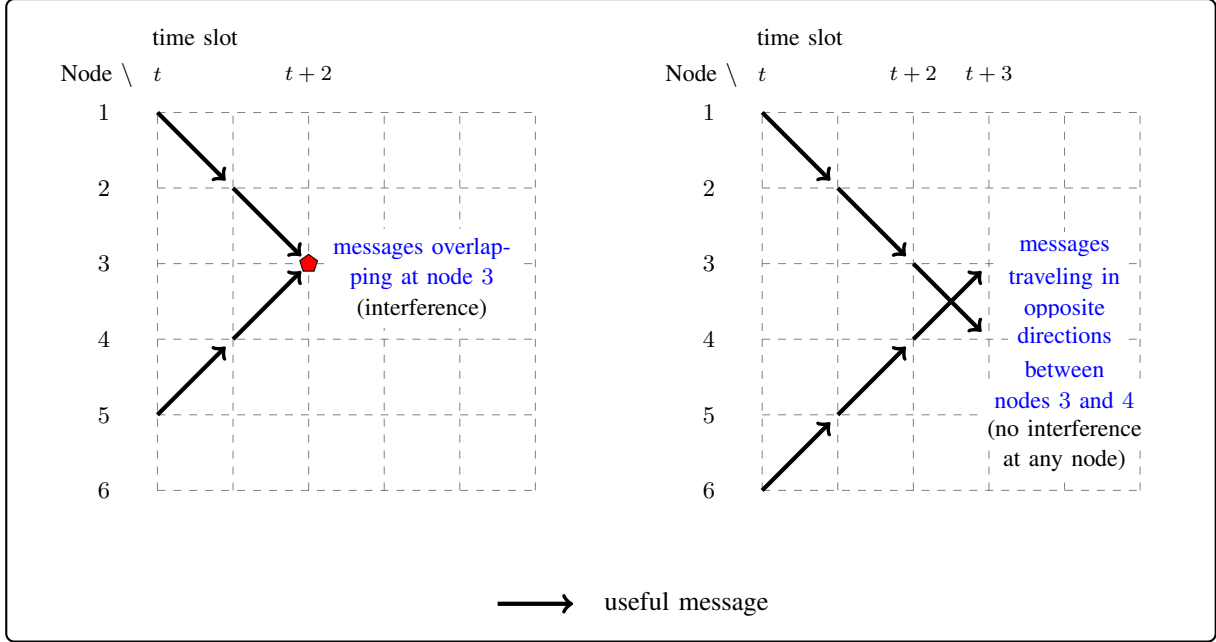 time slot
Node \ t t + 2
1
2
3
4
5
6
messages overlap-
ping at node 3
(interference)
time slot
Node \ t t + 2 t + 3
1
2
3
4
5
6
messages
traveling in
opposite
directions
between
nodes 3 and 4
(no interference
at any node)
useful message